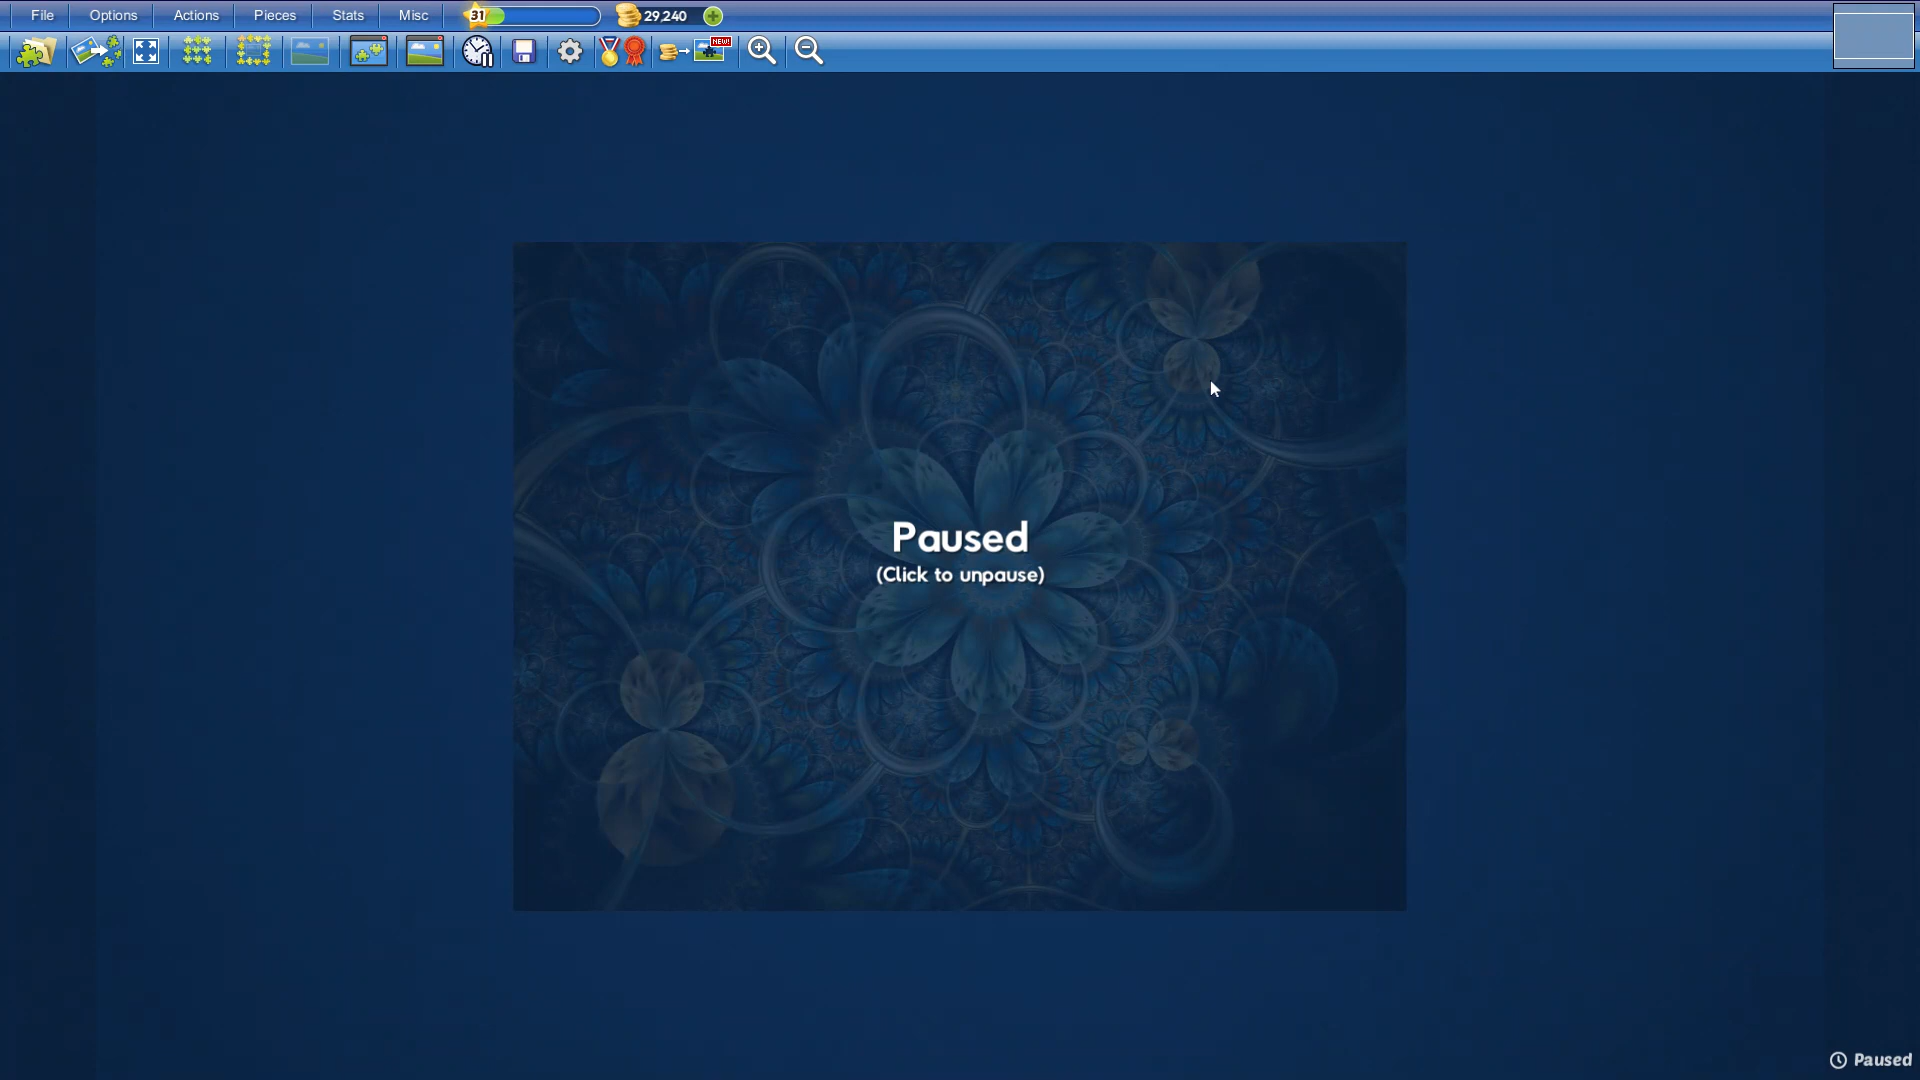 File Options Actions Pieces Stats Misc 31 29,240
NEW!
Paused
(Click to unpause)
Paused